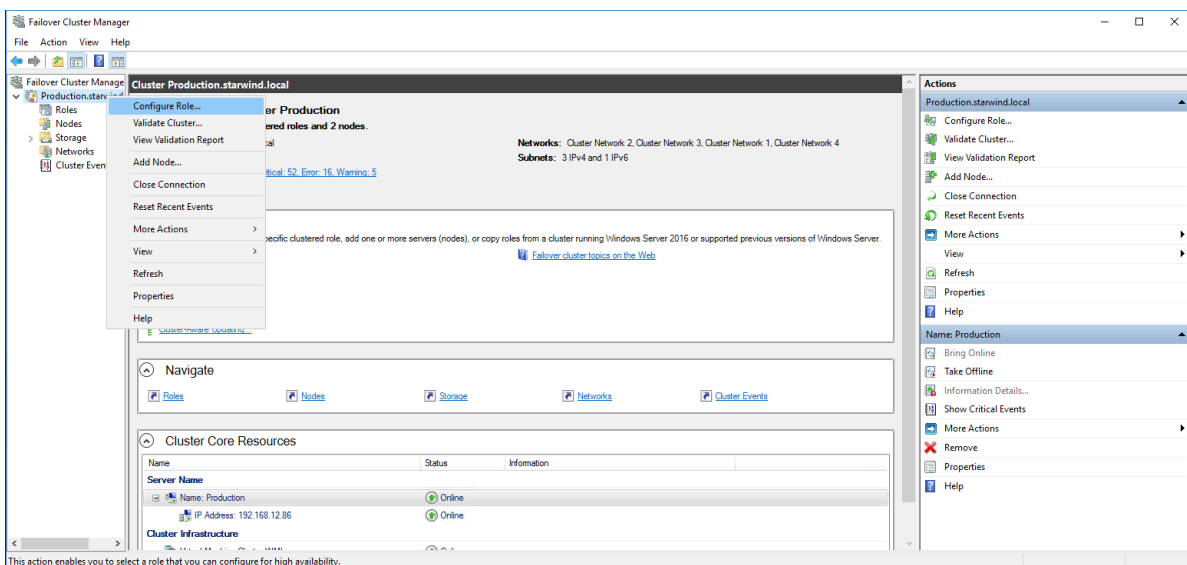 Failover Cluster Manager
File Action View Help
Failover Cluster Manage
Production.starwind
Roles
Nodes
Storage
Networks
Cluster Even
Configure Role...
Validate Cluster...
View Validation Report
Add Node...
Close Connection
Reset Recent Events
More Actions
View
Refresh
Properties
Help
Cluster Production.starwind.local
er Production
ered roles and 2 nodes.
cal
Networks: Cluster Network 2, Cluster Network 3, Cluster Network 1, Cluster Network 4
Subnets: 3 IPv4 and 1 IPv6
itical: 52, Error: 16, Warning: 5
pecific clustered role, add one or more servers (nodes), or copy roles from a cluster running Windows Server 2016 or supported previous versions of Windows Server.
Failover cluster topics on the Web
Cluster-Aware Updating...
Navigate
Roles Nodes Storage Networks Cluster Events
Cluster Core Resources
Name Status Information
Server Name
Name: Production Online
IP Address: 192.168.12.86 Online
Cluster Infrastructure
Actions
Production.starwind.local
Configure Role...
Validate Cluster...
View Validation Report
Add Node...
Close Connection
Reset Recent Events
More Actions
View
Refresh
Properties
Help
Name: Production
Bring Online
Take Offline
Information Details...
Show Critical Events
More Actions
Remove
Properties
Help
This action enables you to select a role that you can configure for high availability.